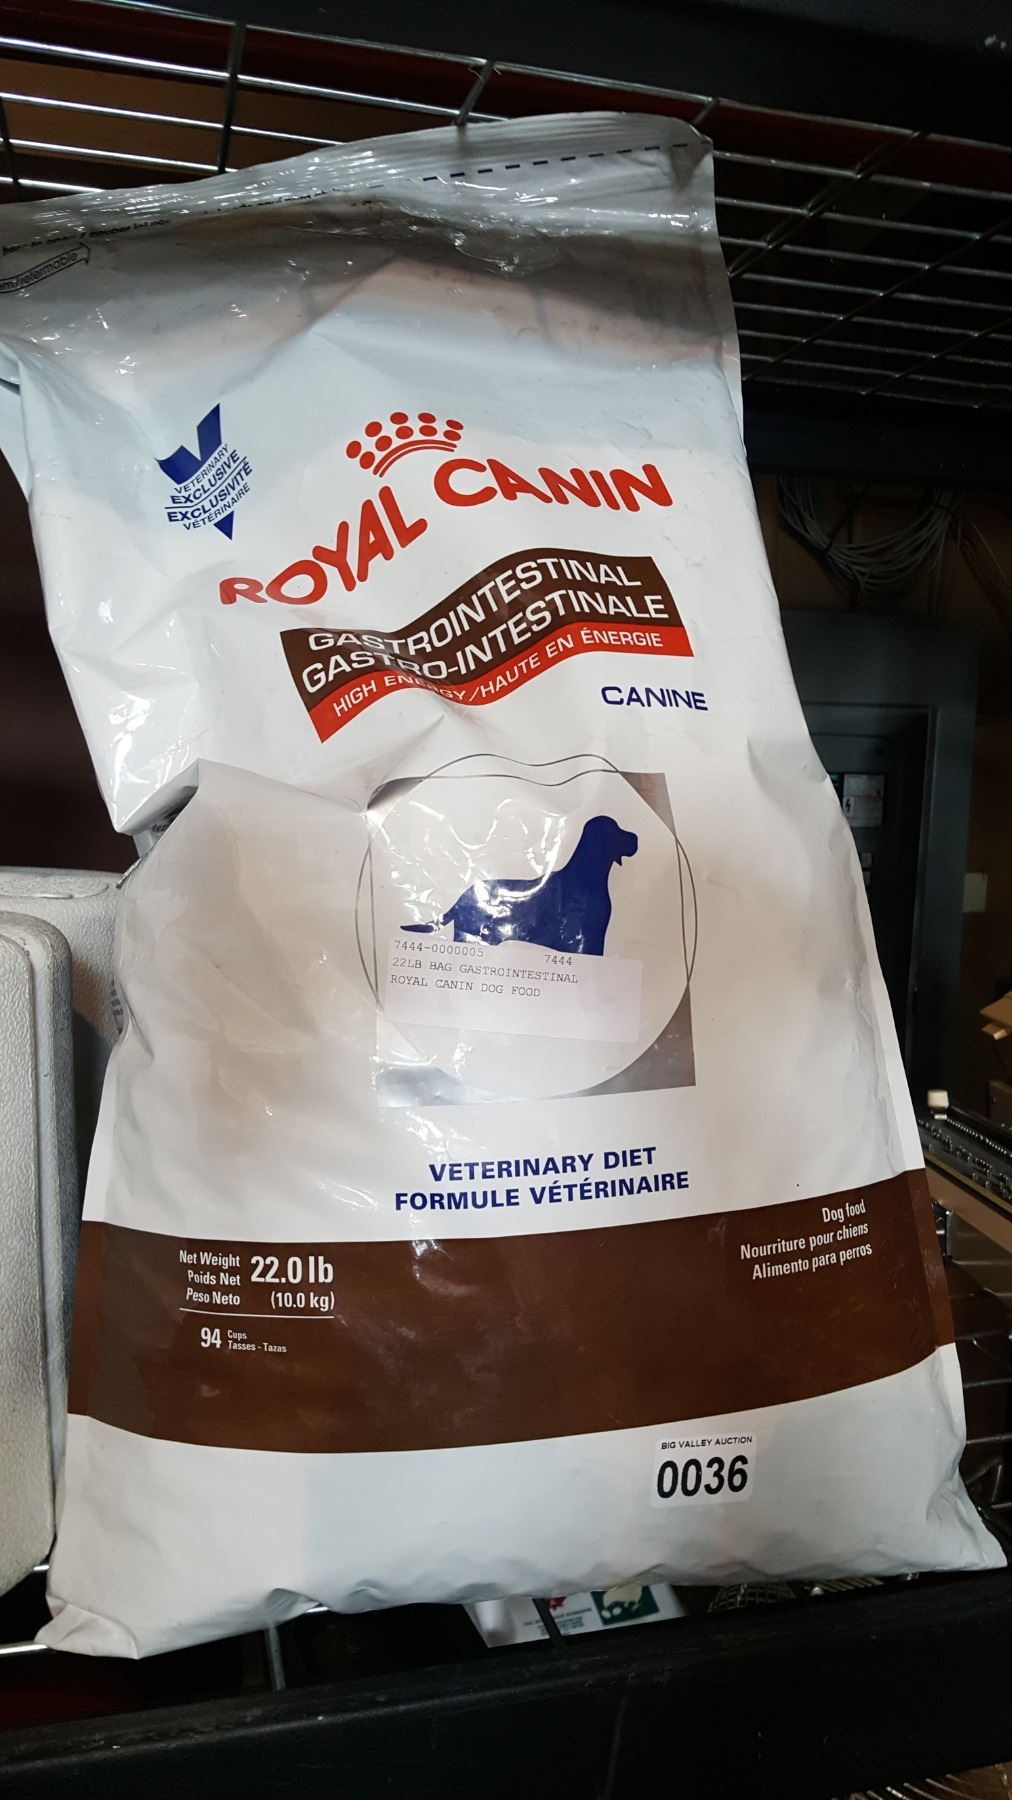 VETERINARY
EXCLUSIVE
EXCLUSIVITÉ
VÉTÉRINAIRE
ROYAL CANIN
GASTROINTESTINAL
GASTRO-INTESTINALE
HIGH ENERGY/HAUTE EN ÉNERGIE
CANINE
7444-0000005 7444
22LB BAG GASTROINTESTINAL
ROYAL CANIN DOG FOOD
VETERINARY DIET
FORMULE VÉTÉRINAIRE
Dog food
Nourriture pour chiens
Alimento para perros
Net Weight
Poids Net
Peso Neto
22.0 lb
(10.0 kg)
94 Cups
Tasses - Tazas
BIG VALLEY AUCTION
0036